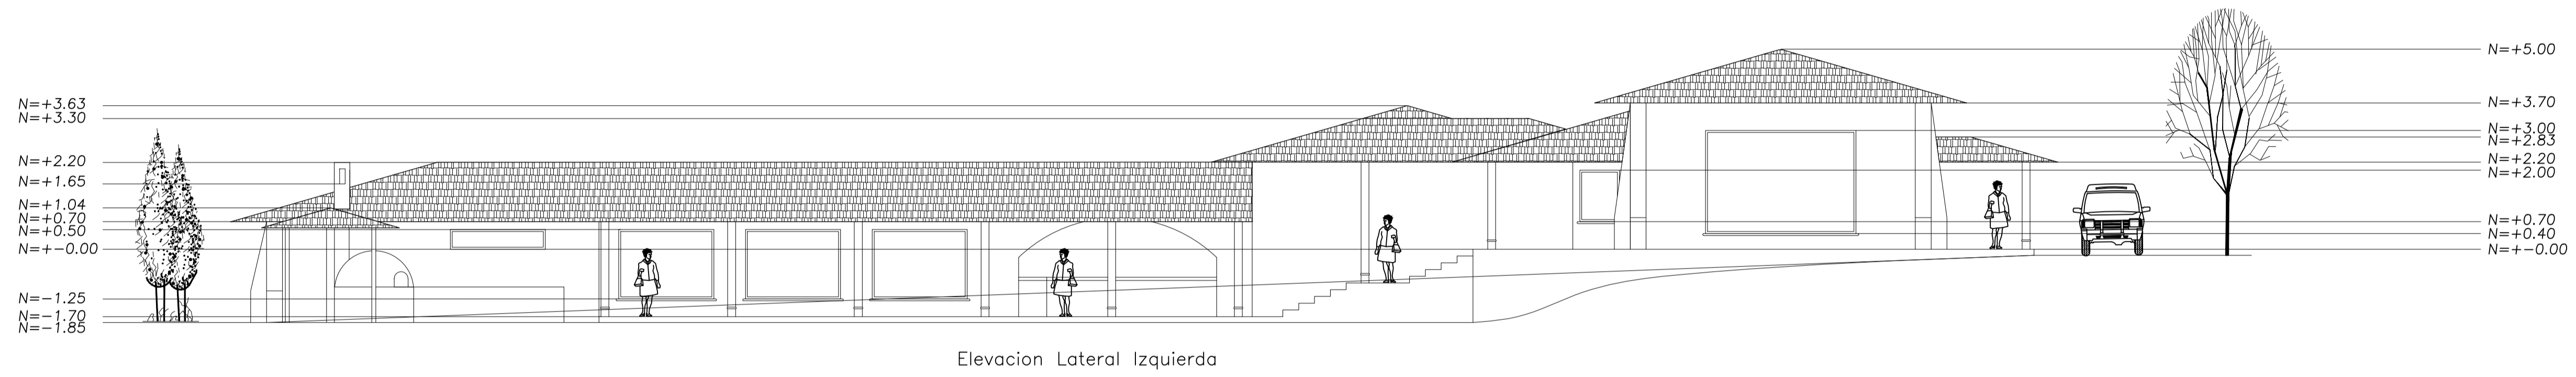 N=+5.00
N=+3.63
N=+3.70
N=+3.30
N=+3.00
N=+2.83
N=+2.20
N=+2.20
N=+2.00
N=+1.65
N=+1.04
N=+0.70
N=+0.70
N=+0.50
N=+0.40
N=+-0.00
N=+-0.00
N=-1.25
N=-1.70
N=-1.85
Elevacion Lateral Izquierda